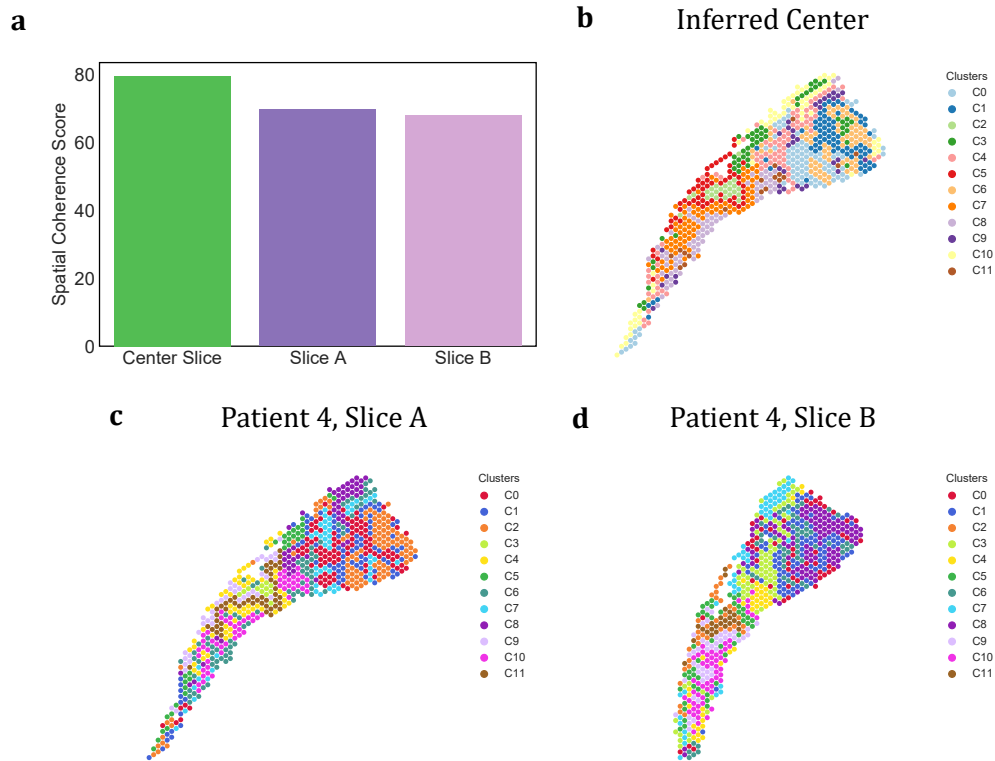 a
80
60
40
20
0
Spatial Coherence Score
Center Slice
Slice A
Slice B
b
Inferred Center
Clusters
C0
C1
C2
C3
C4
C5
C6
C7
C8
C9
C10
C11
c
Patient 4, Slice A
Clusters
C0
C1
C2
C3
C4
C5
C6
C7
C8
C9
C10
C11
d
Patient 4, Slice B
Clusters
C0
C1
C2
C3
C4
C5
C6
C7
C8
C9
C10
C11